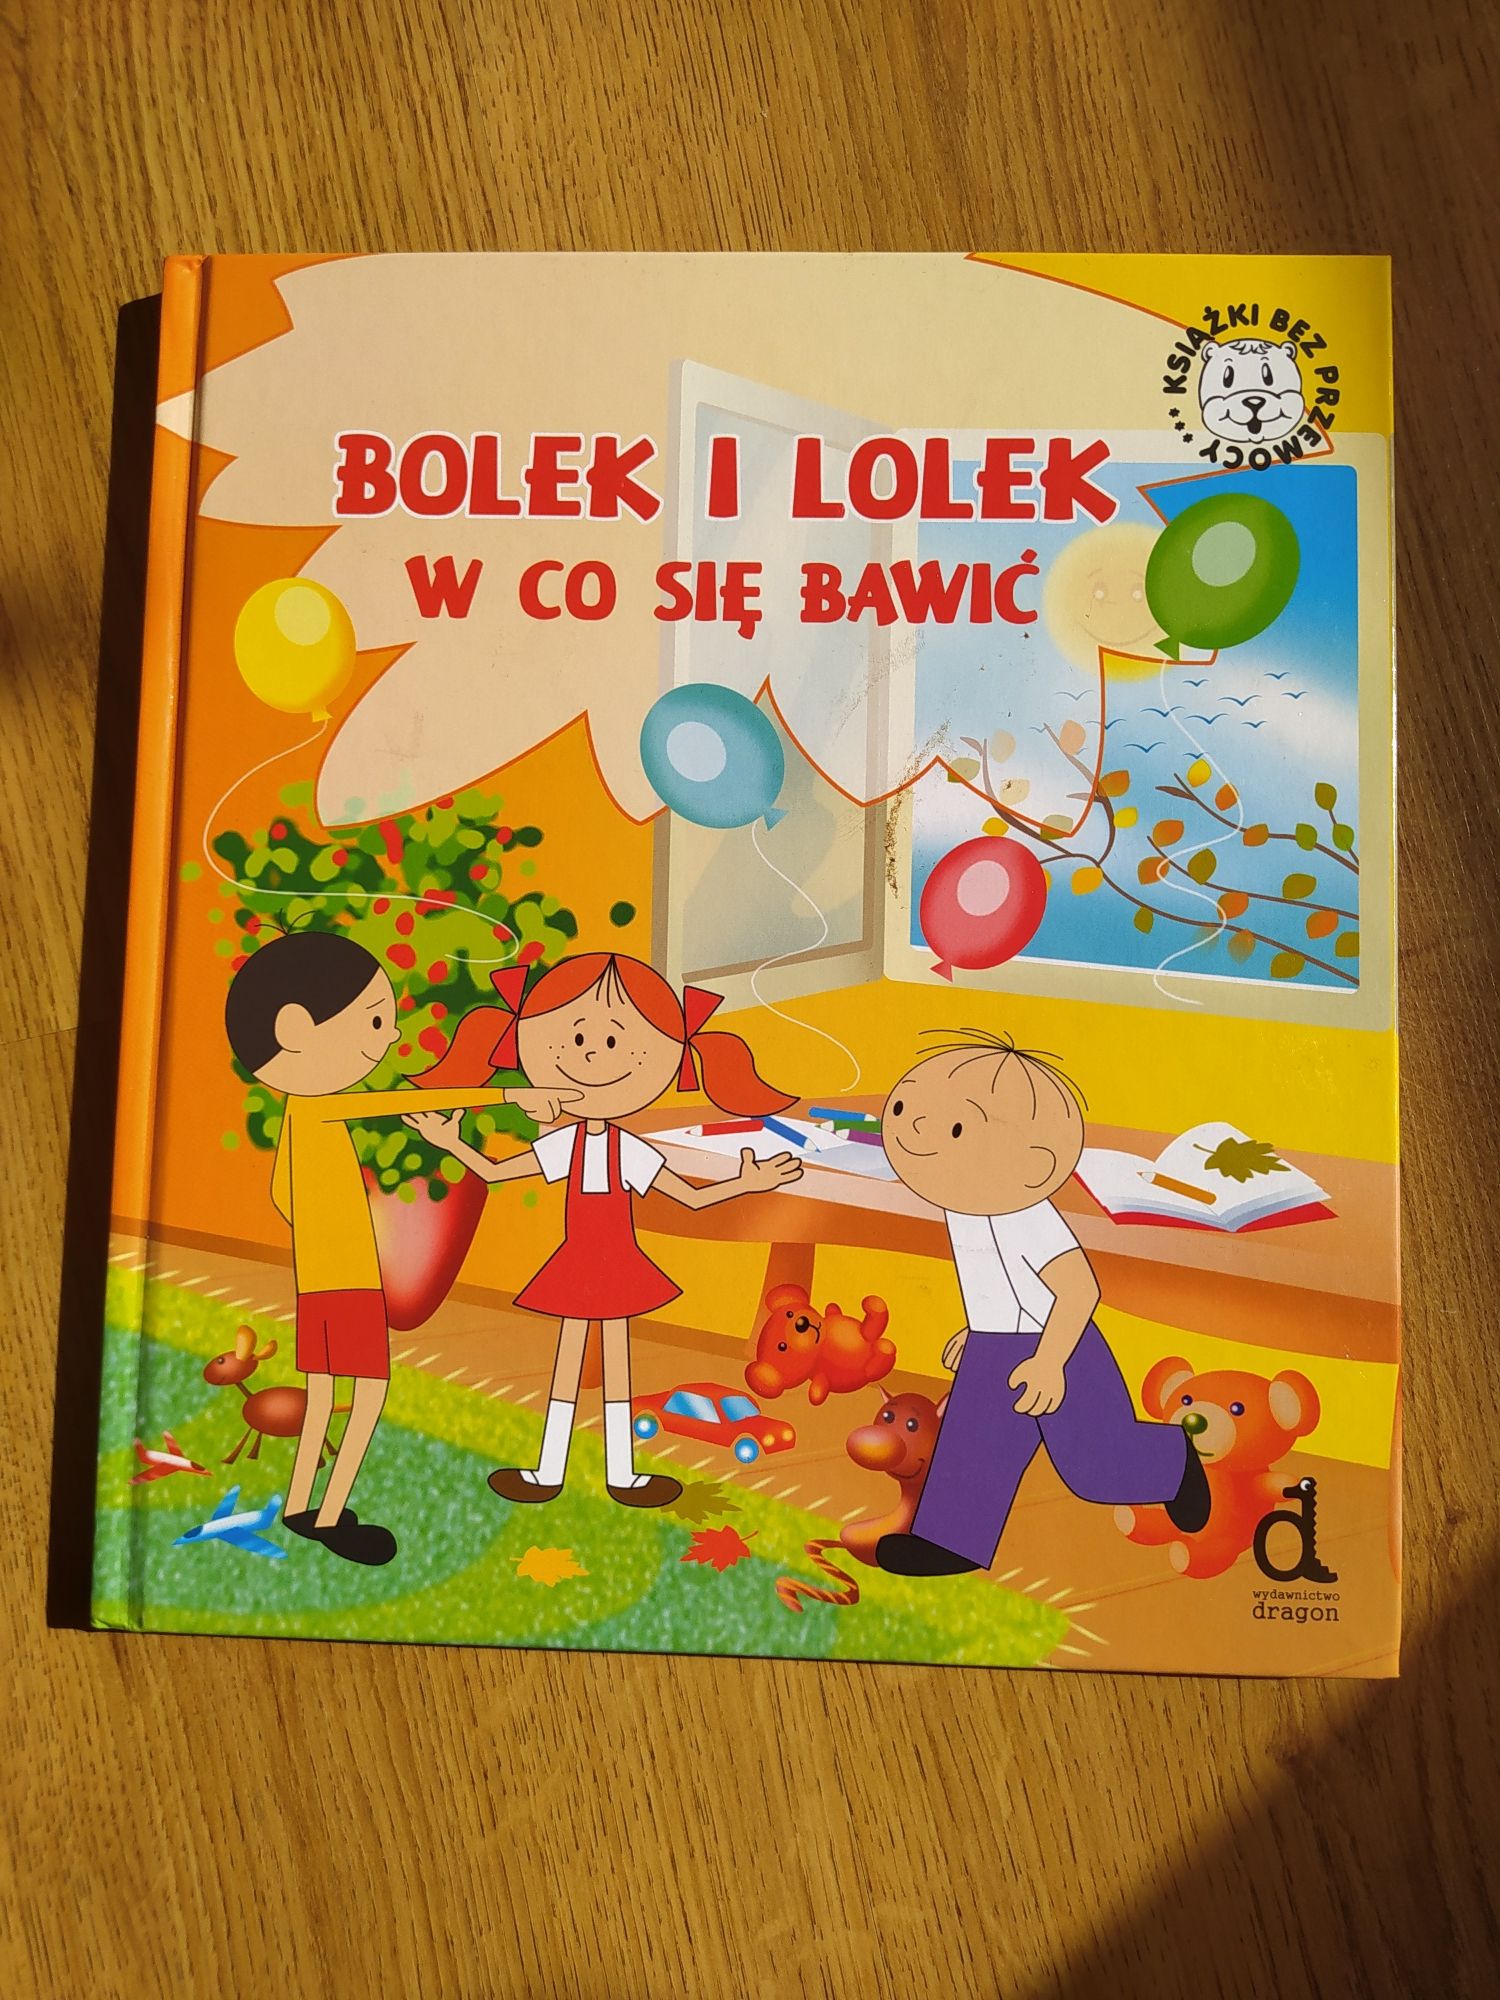 KSIĄŻKI BEZ PRZEMOCY...
BOLEK I LOLEK
W CO SIĘ BAWIĆ
d
wydawnictwo
dragon